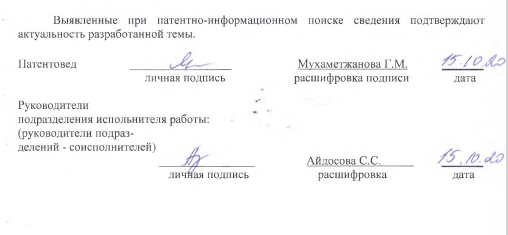 Выявленные при патентно-информационном поиске сведения подтверждают
актуальность разработанной темы.
Патентовед Мухаметжанова Г.М. 15.10.20
личная подпись расшифровка подписи дата
Руководители
подразделения испольнителя работы:
(руководители подраз-
делений - соисполнителей)
Айдосова С.С. 15.10.20
личная подпись расшифровка дата